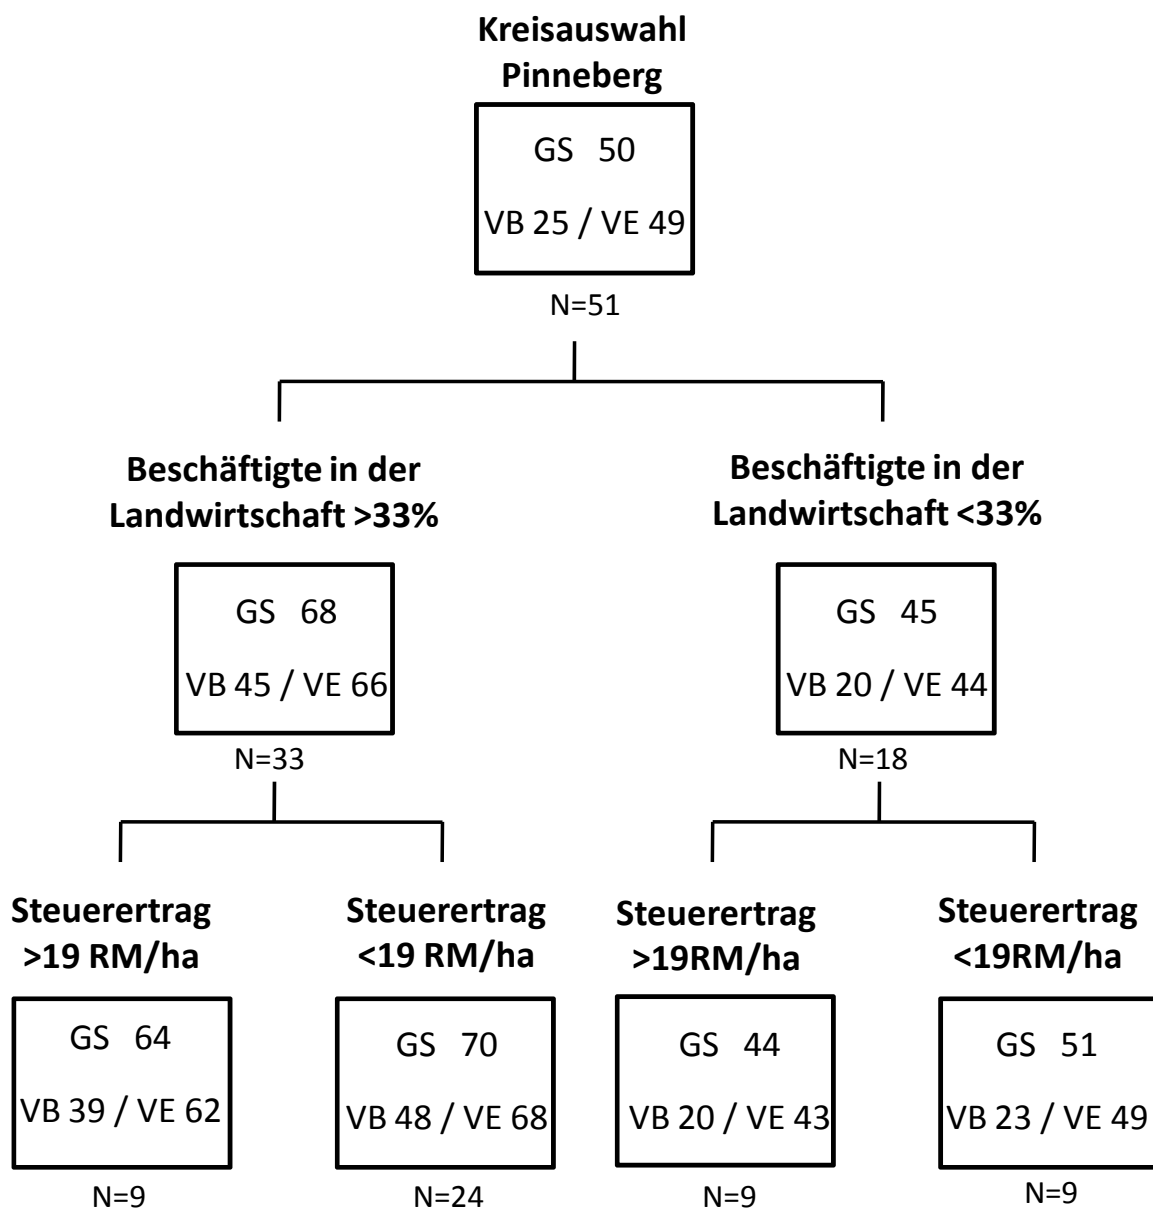 Kreisauswahl
Pinneberg
GS 50
VB 25 / VE 49
N=51
Beschäftigte in der
Landwirtschaft >33%
GS 68
VB 45 / VE 66
N=33
Beschäftigte in der
Landwirtschaft <33%
GS 45
VB 20 / VE 44
N=18
Steuerertrag
>19 RM/ha
GS 64
VB 39 / VE 62
N=9
Steuerertrag
<19 RM/ha
GS 70
VB 48 / VE 68
N=24
Steuerertrag
>19RM/ha
GS 44
VB 20 / VE 43
N=9
Steuerertrag
<19RM/ha
GS 51
VB 23 / VE 49
N=9